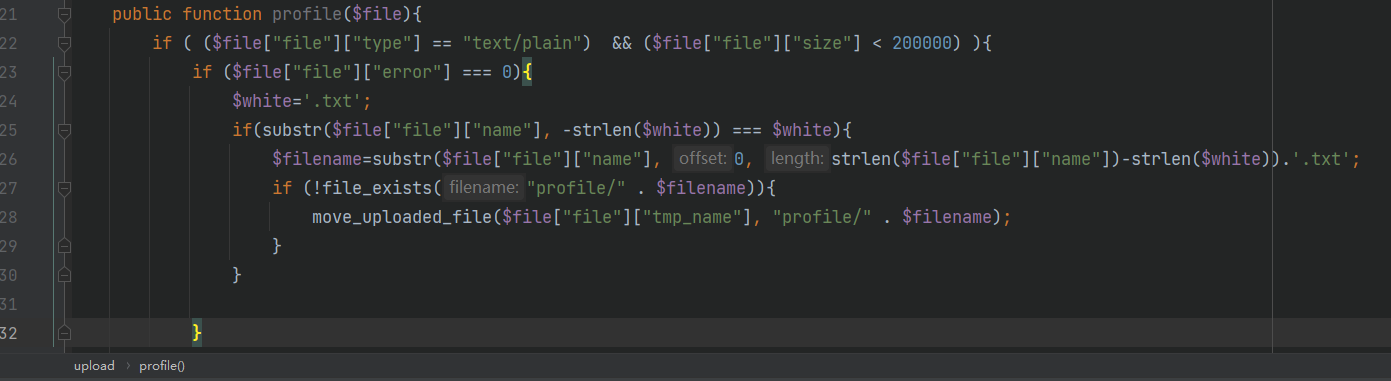 21 public function profile($file){
22 if ( ($file["file"]["type"] == "text/plain") && ($file["file"]["size"] < 200000) ){
23 if ($file["file"]["error"] === 0){
24 $white='.txt';
25 if(substr($file["file"]["name"], -strlen($white)) === $white){
26 $filename=substr($file["file"]["name"], offset: 0, length: strlen($file["file"]["name"])-strlen($white)).'.txt';
27 if (!file_exists( filename: "profile/" . $filename)){
28 move_uploaded_file($file["file"]["tmp_name"], "profile/" . $filename);
29 }
30 }
31
32 }
upload › profile()